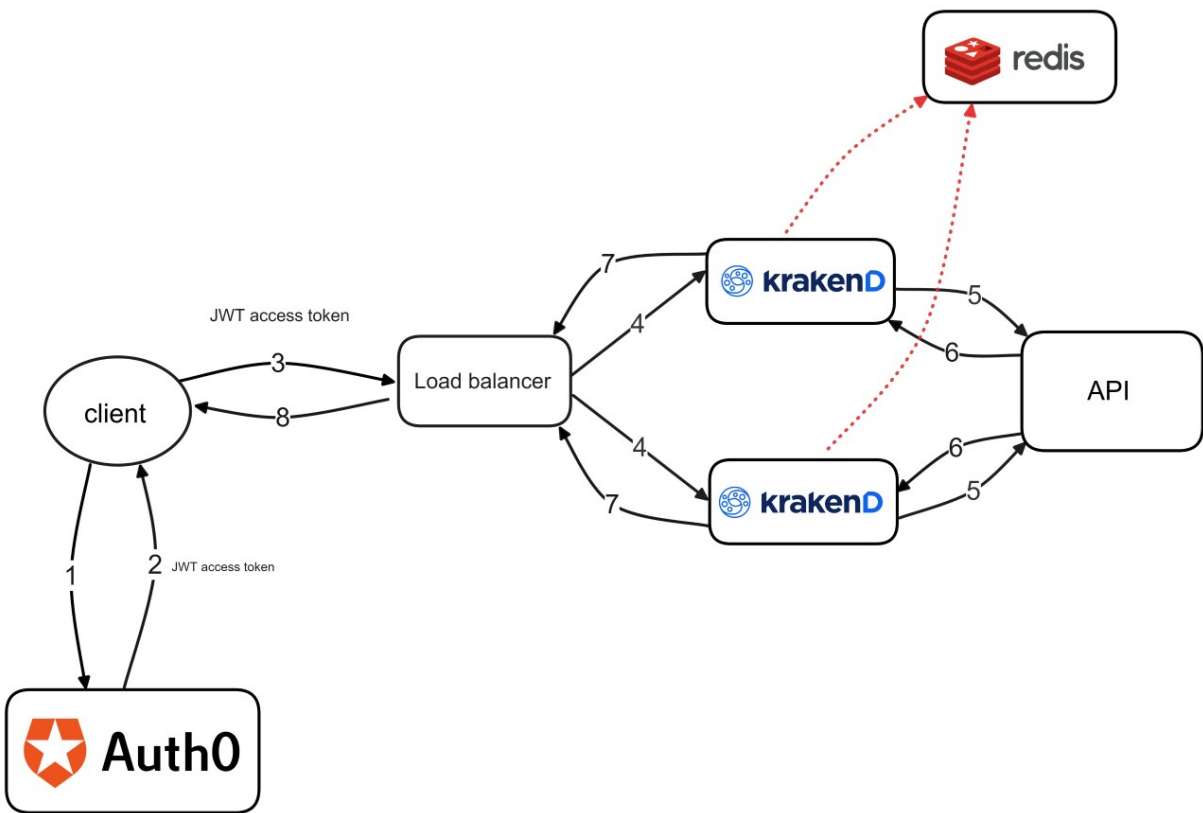 redis
7
krakenD
5
4
JWT access token
6
3
Load balancer
API
client
8
4
6
krakenD
5
7
1
2 JWT access token
Auth0